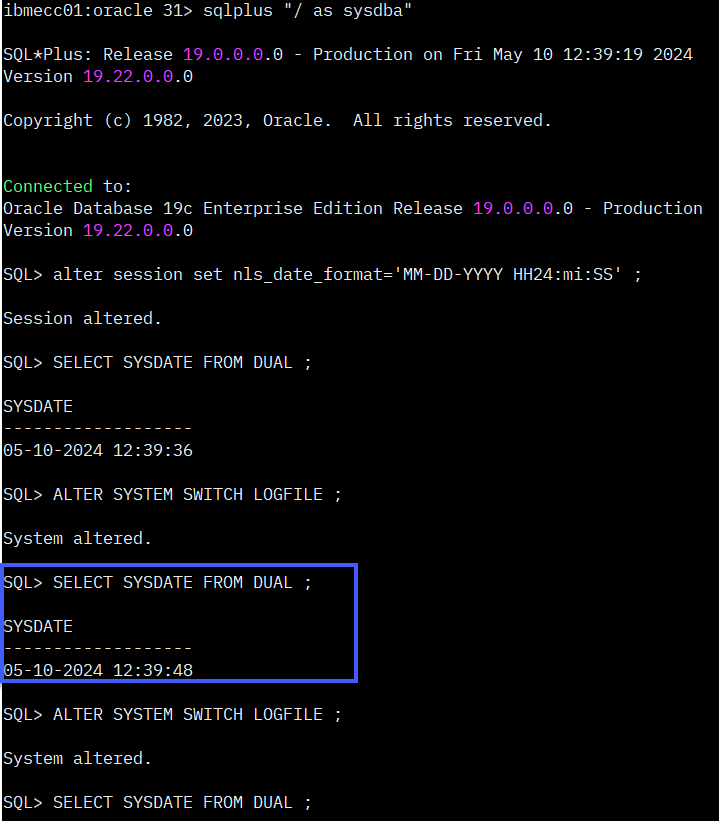 ibmecc01:oracle 31> sqlplus "/ as sysdba"
SQL*Plus: Release 19.0.0.0.0 - Production on Fri May 10 12:39:19 2024
Version 19.22.0.0.0
Copyright (c) 1982, 2023, Oracle.  All rights reserved.
Connected to:
Oracle Database 19c Enterprise Edition Release 19.0.0.0.0 - Production
Version 19.22.0.0.0
SQL> alter session set nls_date_format='MM-DD-YYYY HH24:mi:SS' ;
Session altered.
SQL> SELECT SYSDATE FROM DUAL ;
SYSDATE
-------------------
05-10-2024 12:39:36
SQL> ALTER SYSTEM SWITCH LOGFILE ;
System altered.
SQL> SELECT SYSDATE FROM DUAL ;
SYSDATE
-------------------
05-10-2024 12:39:48
SQL> ALTER SYSTEM SWITCH LOGFILE ;
System altered.
SQL> SELECT SYSDATE FROM DUAL ;